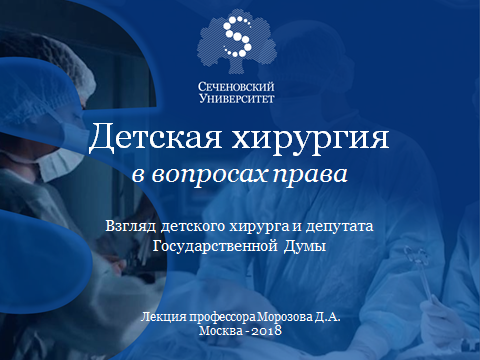 S
СЕЧЕНОВСКИЙ
УНИВЕРСИТЕТ
Детская хирургия
в вопросах права
Взгляд детского хирурга и депутата
Государственной Думы
Лекция профессора Морозова Д.А.
Москва - 2018